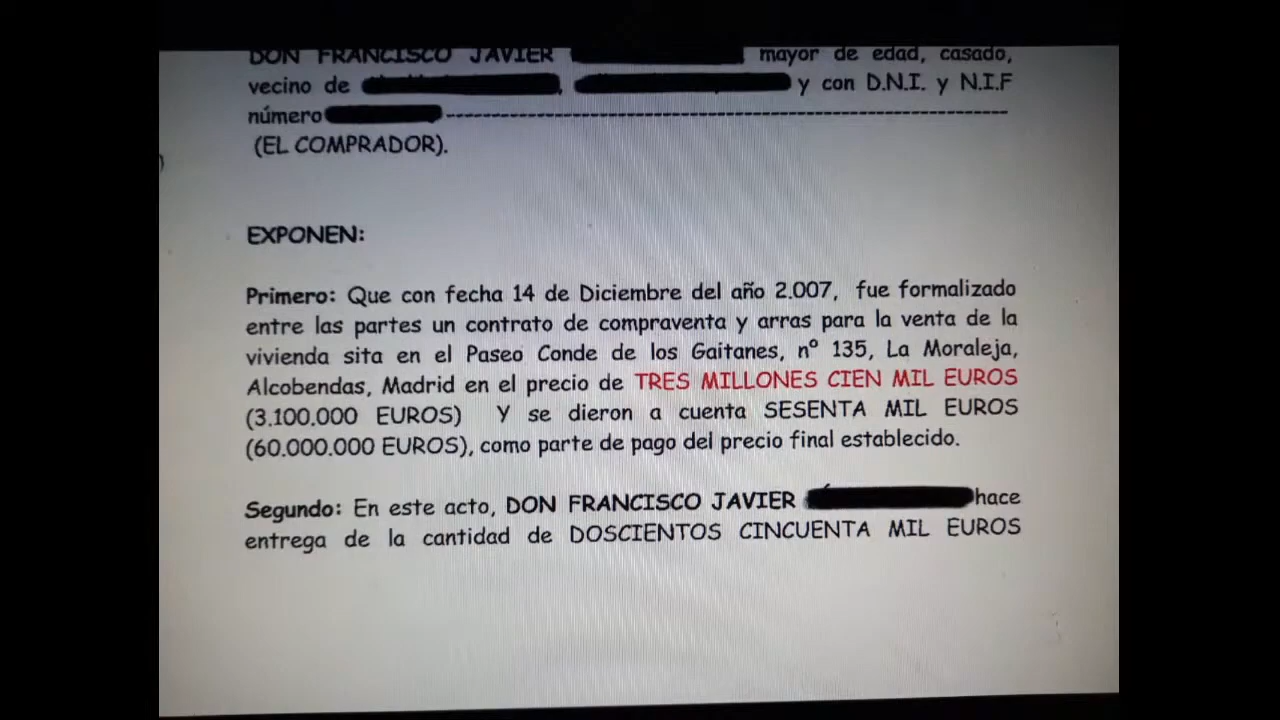 DON FRANCISCO JAVIER mayor de edad, casado,
vecino de , y con D.N.I. y N.I.F
número ------------------------------------------------------------
(EL COMPRADOR).
EXPONEN:
Primero: Que con fecha 14 de Diciembre del año 2.007, fue formalizado
entre las partes un contrato de compraventa y arras para la venta de la
vivienda sita en el Paseo Conde de los Gaitanes, nº 135, La Moraleja,
Alcobendas, Madrid en el precio de TRES MILLONES CIEN MIL EUROS
(3.100.000 EUROS) Y se dieron a cuenta SESENTA MIL EUROS
(60.000.000 EUROS), como parte de pago del precio final establecido.
Segundo: En este acto, DON FRANCISCO JAVIER hace
entrega de la cantidad de DOSCIENTOS CINCUENTA MIL EUROS